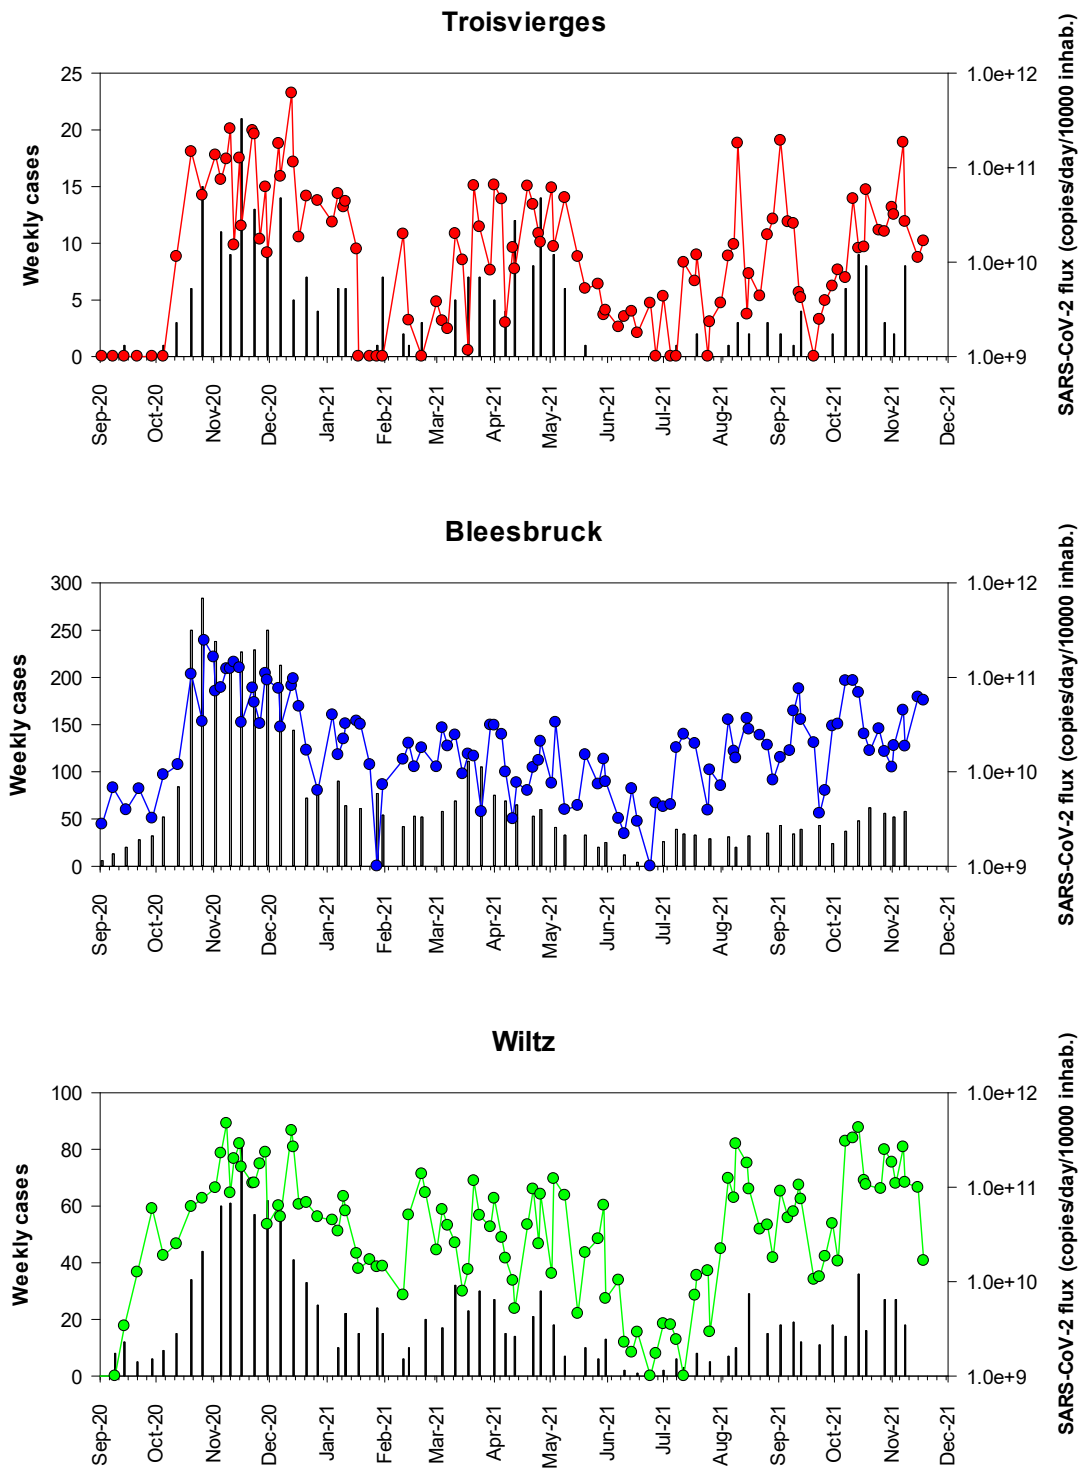 Troisvierges
Weekly cases
25
20
15
10
5
0
1.0e+12
1.0e+11
1.0e+10
1.0e+9
SARS-CoV-2 flux (copies/day/10000 inhab.)
Sep-20
Oct-20
Nov-20
Dec-20
Jan-21
Feb-21
Mar-21
Apr-21
May-21
Jun-21
Jul-21
Aug-21
Sep-21
Oct-21
Nov-21
Dec-21
Bleesbruck
Weekly cases
300
250
200
150
100
50
0
1.0e+12
1.0e+11
1.0e+10
1.0e+9
SARS-CoV-2 flux (copies/day/10000 inhab.)
Sep-20
Oct-20
Nov-20
Dec-20
Jan-21
Feb-21
Mar-21
Apr-21
May-21
Jun-21
Jul-21
Aug-21
Sep-21
Oct-21
Nov-21
Dec-21
Wiltz
Weekly cases
100
80
60
40
20
0
1.0e+12
1.0e+11
1.0e+10
1.0e+9
SARS-CoV-2 flux (copies/day/10000 inhab.)
Sep-20
Oct-20
Nov-20
Dec-20
Jan-21
Feb-21
Mar-21
Apr-21
May-21
Jun-21
Jul-21
Aug-21
Sep-21
Oct-21
Nov-21
Dec-21